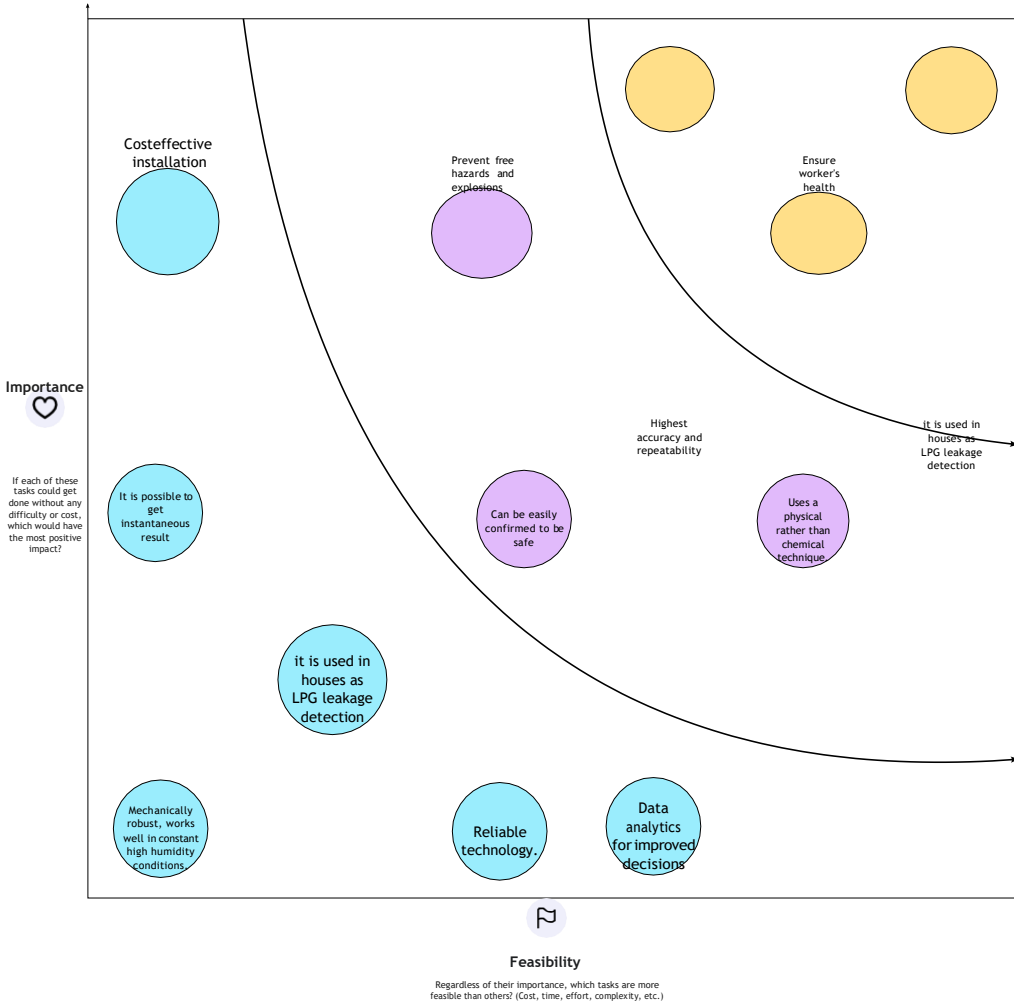 Costeffective
installation
Prevent free
hazards and
explosions
Ensure
worker's
health
Importance
If each of these
tasks could get
done without any
difficulty or cost,
which would have
the most positive
impact?
Highest
accuracy and
repeatability
it is used in
houses as
LPG leakage
detection
It is possible to
get
instantaneous
result
Can be easily
confirmed to be
safe
Uses a
physical
rather than
chemical
technique.
it is used in
houses as
LPG leakage
detection
Mechanically
robust, works
well in constant
high humidity
conditions.
Reliable
technology.
Data
analytics
for improved
decisions
Feasibility
Regardless of their importance, which tasks are more
feasible than others? (Cost, time, effort, complexity, etc.)